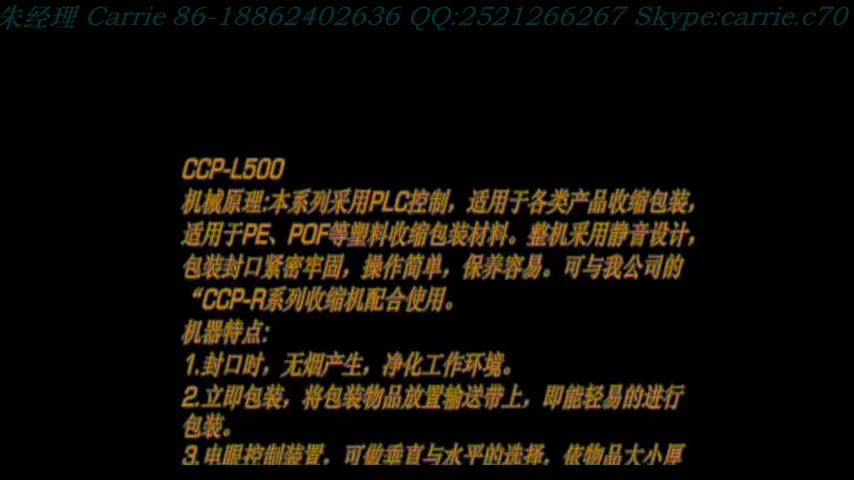 朱经理 Carrie 86-18862402636 QQ:2521266267 Skype:carrie.c70
CCP-L500
机械原理:本系列采用PLC控制，适用于各类产品收缩包装，
适用于PE、POF等塑料收缩包装材料。整机采用静音设计，
包装封口紧密牢固，操作简单，保养容易。可与我公司的
“CCP-R系列收缩机配合使用。
机器特点:
1.封口时，无烟产生，净化工作环境。
2.立即包装，将包装物品放置输送带上，即能轻易的进行
包装。
3.电眼控制装置，可做垂直与水平的选择，依物品大小厚